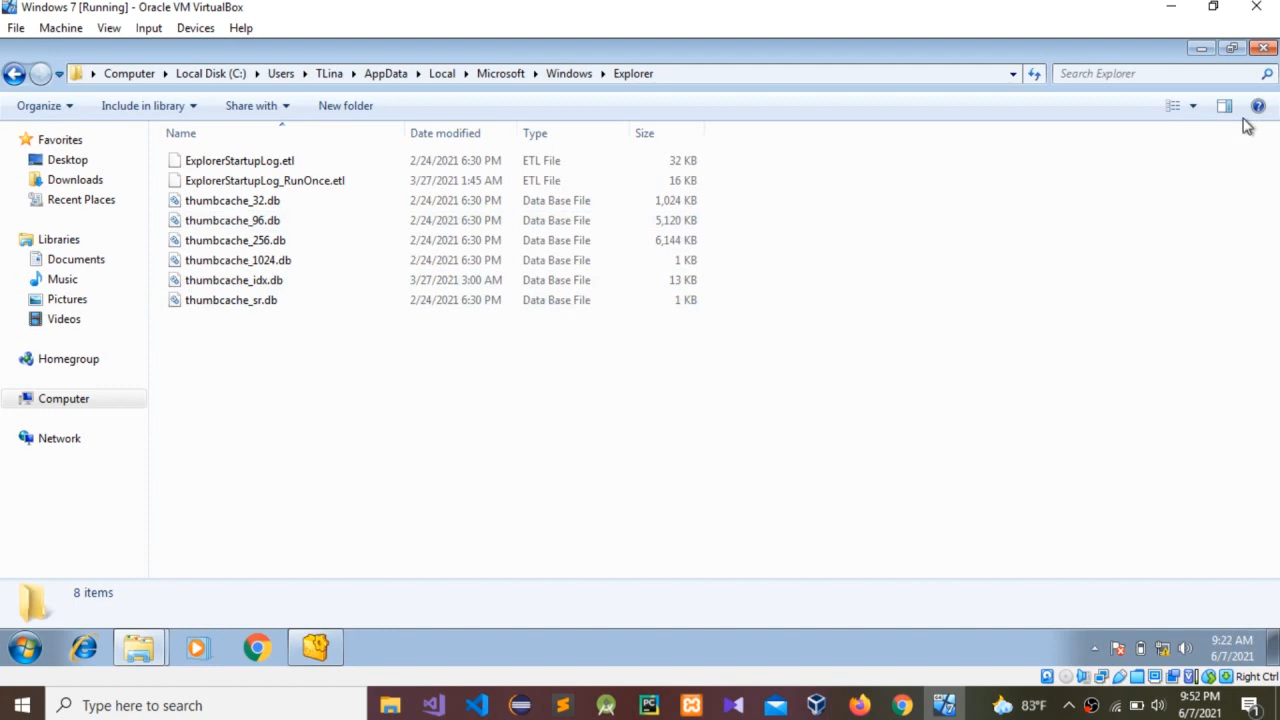 Windows 7 [Running] - Oracle VM VirtualBox
File Machine View Input Devices Help
Computer Local Disk (C:) Users TLina AppData Local Microsoft Windows Explorer Search Explorer
Organize Include in library Share with New folder
Name Date modified Type Size
Favorites
Desktop
Downloads
Recent Places
Libraries
Documents
Music
Pictures
Videos
Homegroup
Computer
Network
ExplorerStartupLog.etl 2/24/2021 6:30 PM ETL File 32 KB
ExplorerStartupLog_RunOnce.etl 3/27/2021 1:45 AM ETL File 16 KB
thumbcache_32.db 2/24/2021 6:30 PM Data Base File 1,024 KB
thumbcache_96.db 2/24/2021 6:30 PM Data Base File 5,120 KB
thumbcache_256.db 2/24/2021 6:30 PM Data Base File 6,144 KB
thumbcache_1024.db 2/24/2021 6:30 PM Data Base File 1 KB
thumbcache_idx.db 3/27/2021 3:00 AM Data Base File 13 KB
thumbcache_sr.db 2/24/2021 6:30 PM Data Base File 1 KB
8 items
9:22 AM
6/7/2021
Right Ctrl
Type here to search
83°F
9:52 PM
6/7/2021
1